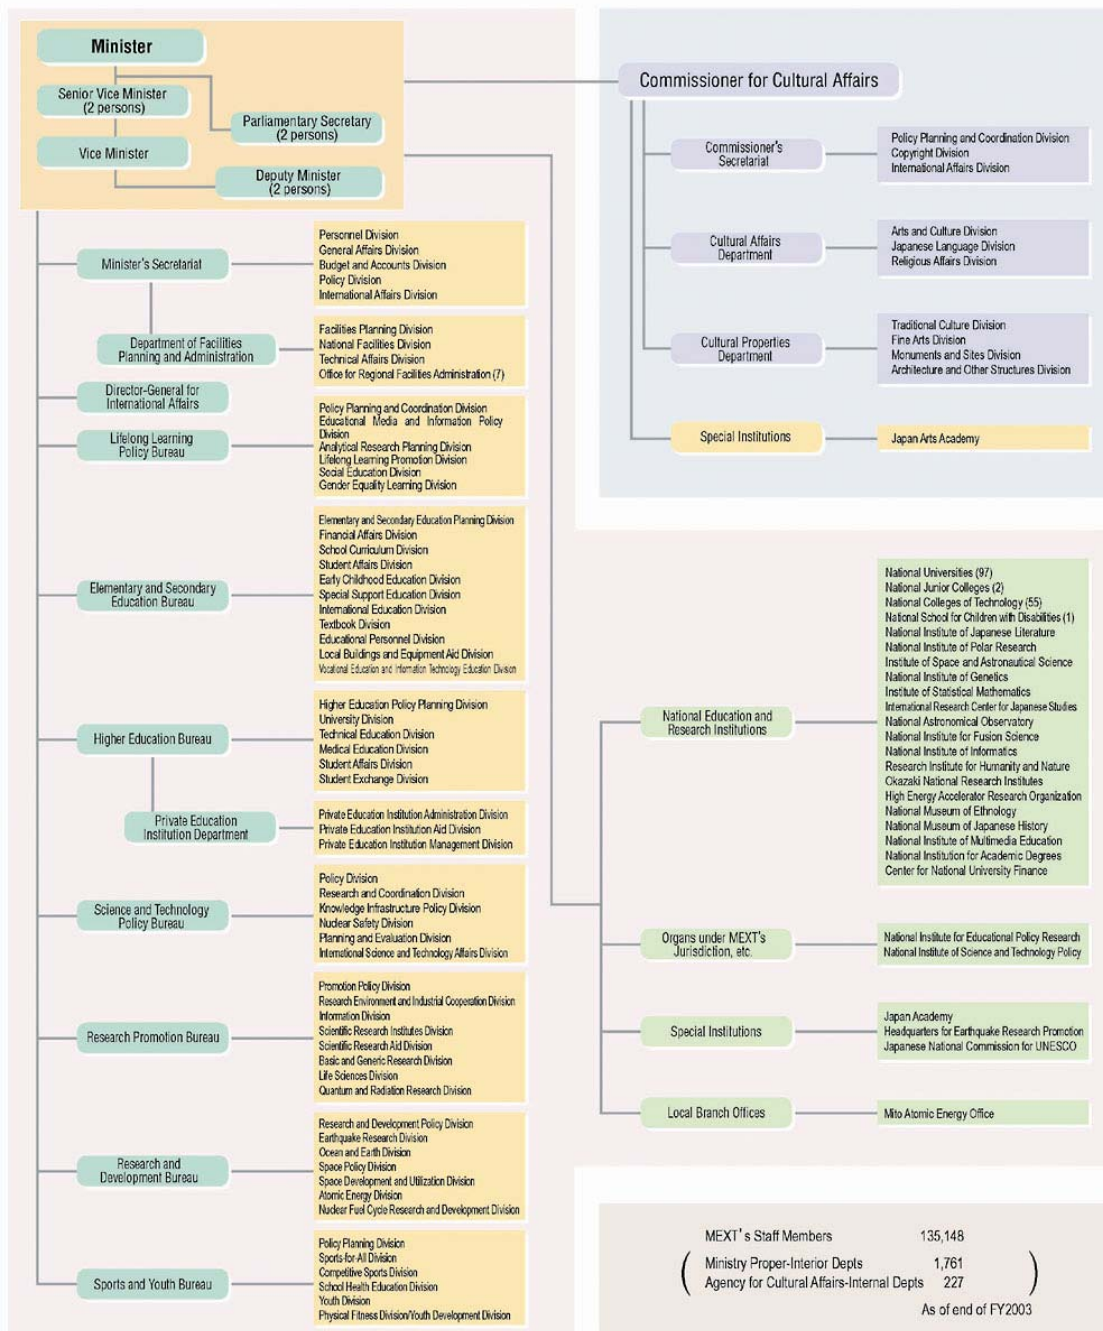 Minister
Senior Vice Minister
(2 persons)
Parliamentary Secretary
(2 persons)
Vice Minister
Deputy Minister
(2 persons)
Minister's Secretariat
Personnel Division
General Affairs Division
Budget and Accounts Division
Policy Division
International Affairs Division
Department of Facilities
Planning and Administration
Facilities Planning Division
National Facilities Division
Technical Affairs Division
Office for Regional Facilities Administration (7)
Director-General for
International Affairs
Lifelong Learning
Policy Bureau
Policy Planning and Coordination Division
Educational Media and Information Policy
Division
Analytical Research Planning Division
Lifelong Learning Promotion Division
Social Education Division
Gender Equality Learning Division
Elementary and Secondary
Education Bureau
Elementary and Secondary Education Planning Division
Financial Affairs Division
School Curriculum Division
Student Affairs Division
Early Childhood Education Division
Special Support Education Division
International Education Division
Textbook Division
Educational Personnel Division
Local Buildings and Equipment Aid Division
Vocational Education and Information Technology Education Division
Higher Education Bureau
Higher Education Policy Planning Division
University Division
Technical Education Division
Medical Education Division
Student Affairs Division
Student Exchange Division
Private Education
Institution Department
Private Education Institution Administration Division
Private Education Institution Aid Division
Private Education Institution Management Division
Science and Technology
Policy Bureau
Policy Division
Research and Coordination Division
Knowledge Infrastructure Policy Division
Nuclear Safety Division
Planning and Evaluation Division
International Science and Technology Affairs Division
Research Promotion Bureau
Promotion Policy Division
Research Environment and Industrial Cooperation Division
Information Division
Scientific Research Institutes Division
Scientific Research Aid Division
Basic and Generic Research Division
Life Sciences Division
Quantum and Radiation Research Division
Research and
Development Bureau
Research and Development Policy Division
Earthquake Research Division
Ocean and Earth Division
Space Policy Division
Space Development and Utilization Division
Atomic Energy Division
Nuclear Fuel Cycle Research and Development Division
Sports and Youth Bureau
Policy Planning Division
Sports-for-All Division
Competitive Sports Division
School Health Education Division
Youth Division
Physical Fitness Division/Youth Development Division
Commissioner for Cultural Affairs
Commissioner's
Secretariat
Policy Planning and Coordination Division
Copyright Division
International Affairs Division
Cultural Affairs
Department
Arts and Culture Division
Japanese Language Division
Religious Affairs Division
Cultural Properties
Department
Traditional Culture Division
Fine Arts Division
Monuments and Sites Division
Architecture and Other Structures Division
Special Institutions
Japan Arts Academy
National Education and
Research Institutions
National Universities (97)
National Junior Colleges (2)
National Colleges of Technology (55)
National School for Children with Disabilities (1)
National Institute of Japanese Literature
National Institute of Polar Research
Institute of Space and Astronautical Science
National Institute of Genetics
Institute of Statistical Mathematics
International Research Center for Japanese Studies
National Astronomical Observatory
National Institute for Fusion Science
National Institute of Informatics
Research Institute for Humanity and Nature
Okazaki National Research Institutes
High Energy Accelerator Research Organization
National Museum of Ethnology
National Museum of Japanese History
National Institute of Multimedia Education
National Institution for Academic Degrees
Center for National University Finance
Organs under MEXT's
Jurisdiction, etc.
National Institute for Educational Policy Research
National Institute of Science and Technology Policy
Special Institutions
Japan Academy
Headquarters for Earthquake Research Promotion
Japanese National Commission for UNESCO
Local Branch Offices
Mito Atomic Energy Office
MEXT's Staff Members 135,148
( Ministry Proper-Interior Depts 1,761
Agency for Cultural Affairs-Internal Depts 227 )
As of end of FY2003